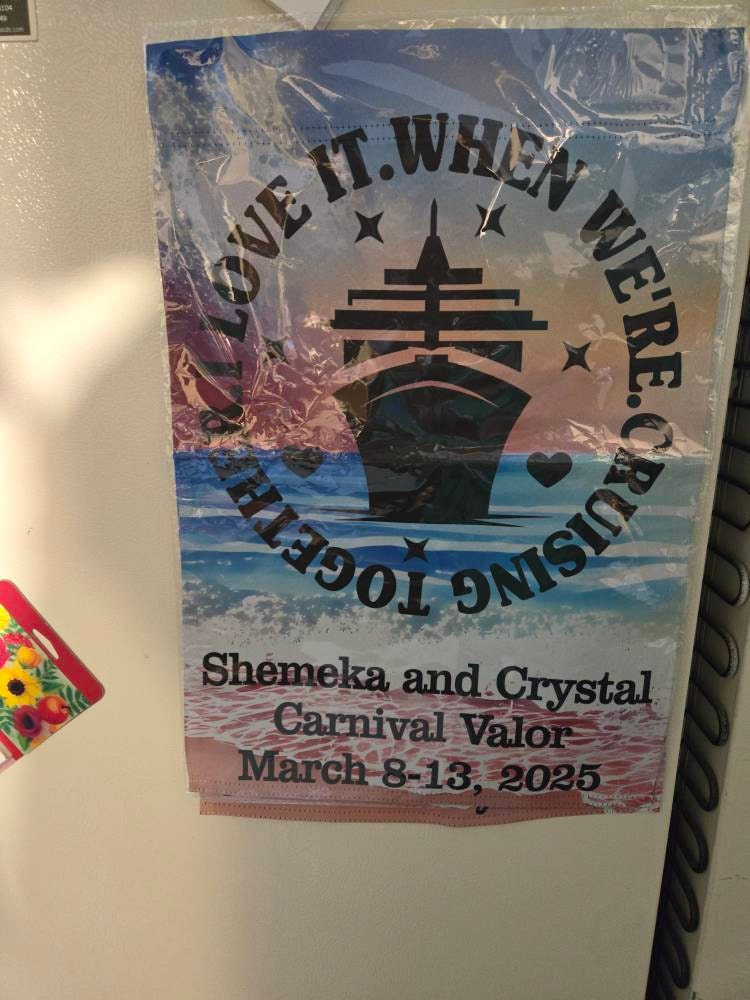 I LOVE IT.WHEN WE'RE.CRUISING TOGETHER.
Shemeka and Crystal
Carnival Valor
March 8-13, 2025